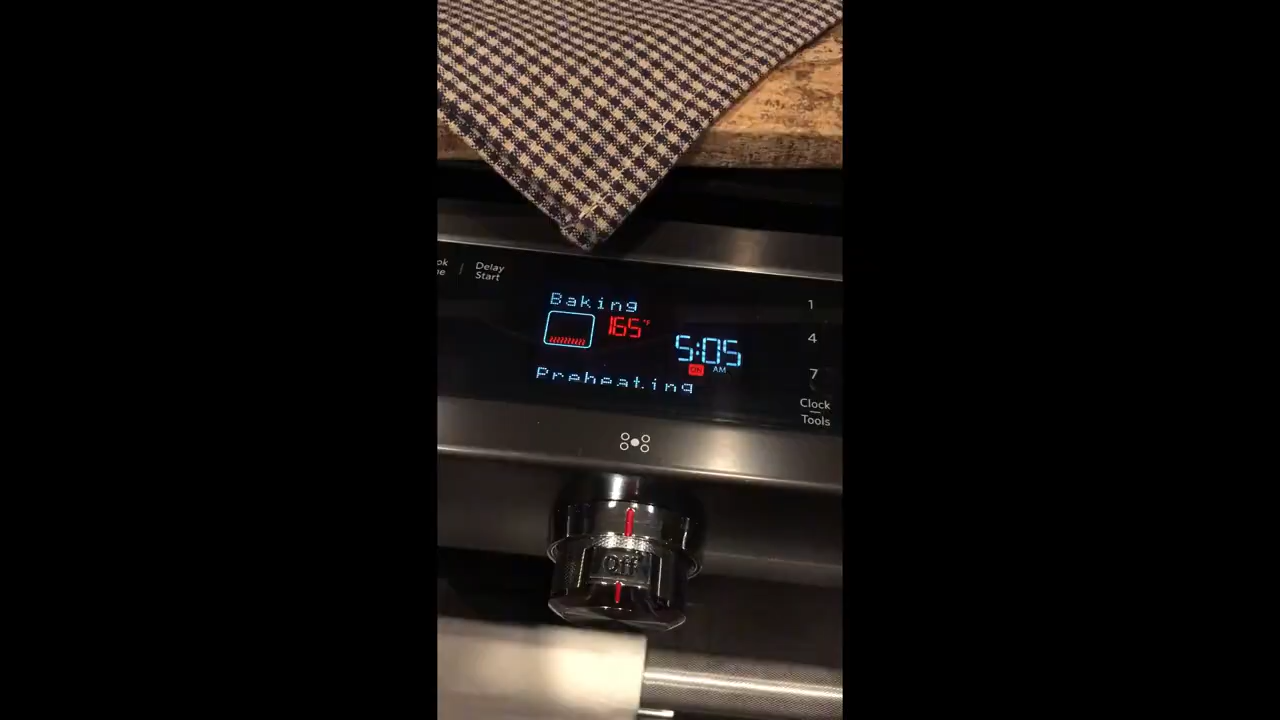 Delay
Start
Baking
165°F
5:05
ON AM
Preheating
1
4
7
Clock
Tools
Off